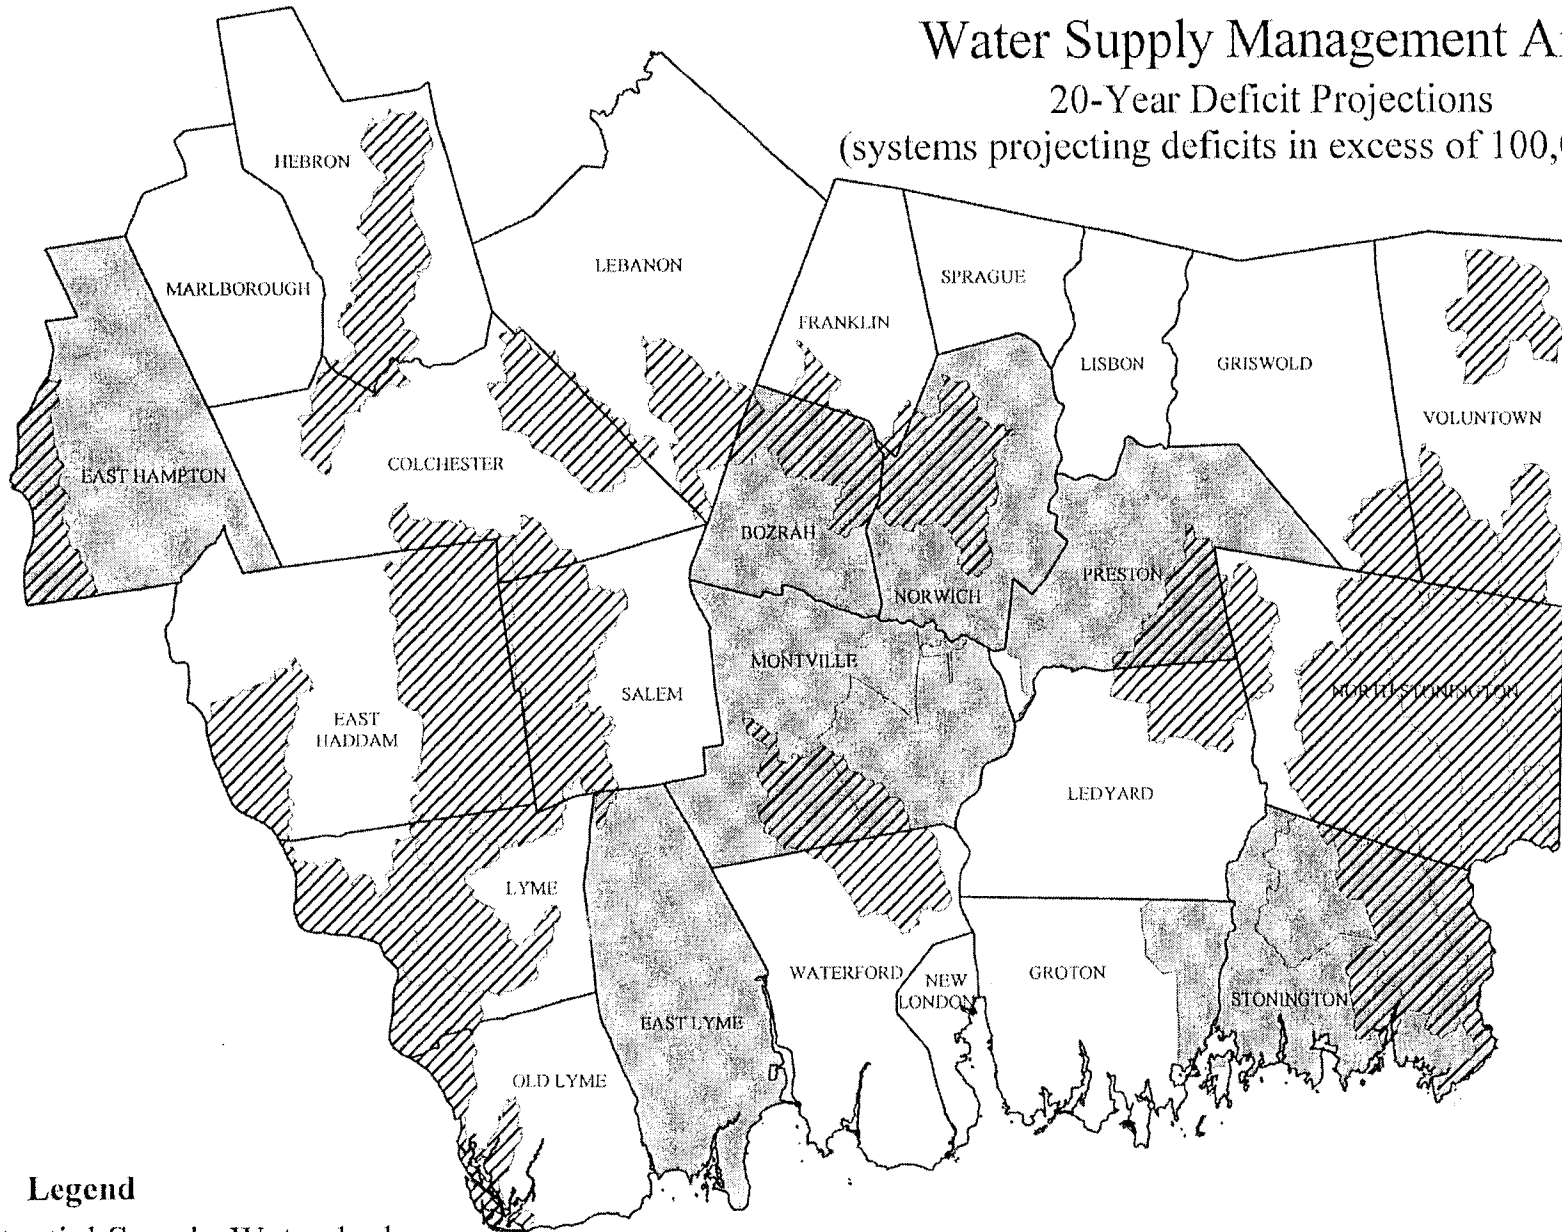 Water Supply Management
20-Year Deficit Projections
(systems projecting deficits in excess of 100,
HEBRON
MARLBOROUGH
LEBANON
SPRAGUE
FRANKLIN
LISBON
GRISWOLD
VOLUNTOWN
EAST HAMPTON
COLCHESTER
BOZRAH
NORWICH
PRESTON
MONTVILLE
SALEM
EAST
HADDAM
NORTH STONINGTON
LEDYARD
LYME
WATERFORD
NEW
LONDON
GROTON
STONINGTON
EAST LYME
OLD LYME
Legend